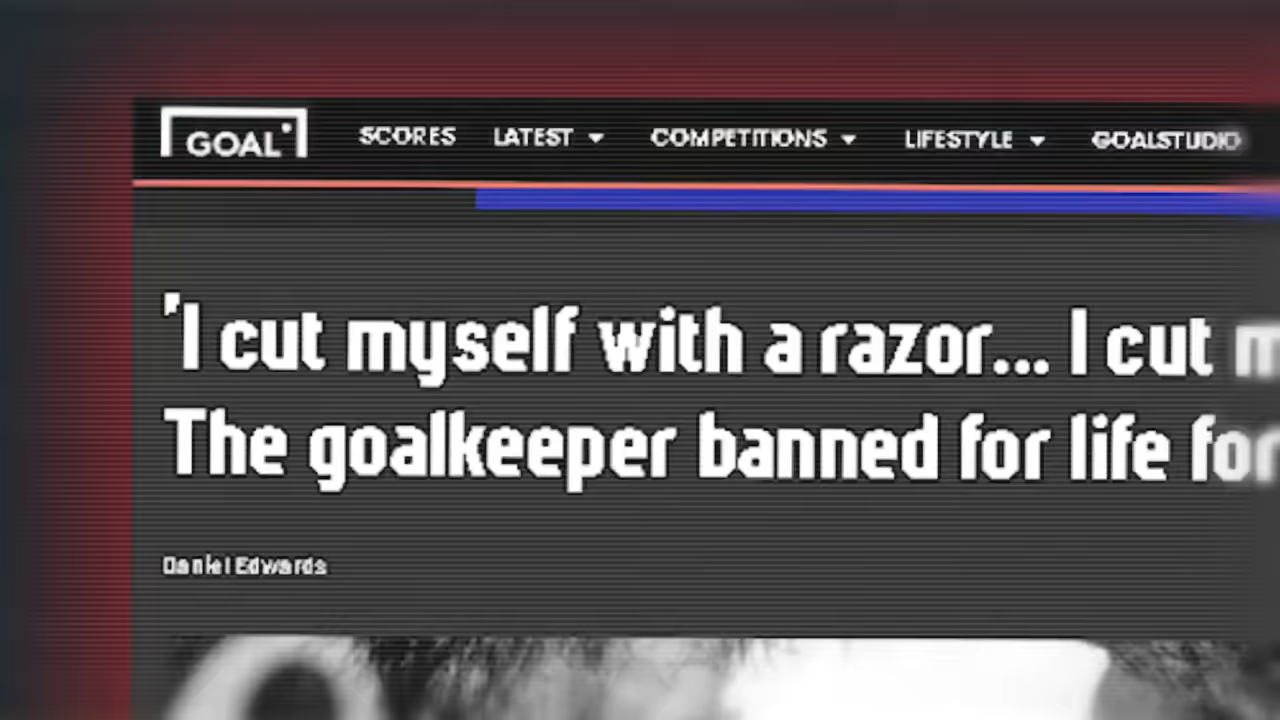 GOAL SCORES LATEST COMPETITIONS LIFESTYLE GOALSTUDIO
'I cut myself with a razor... I cut
The goalkeeper banned for life for
Daniel Edwards